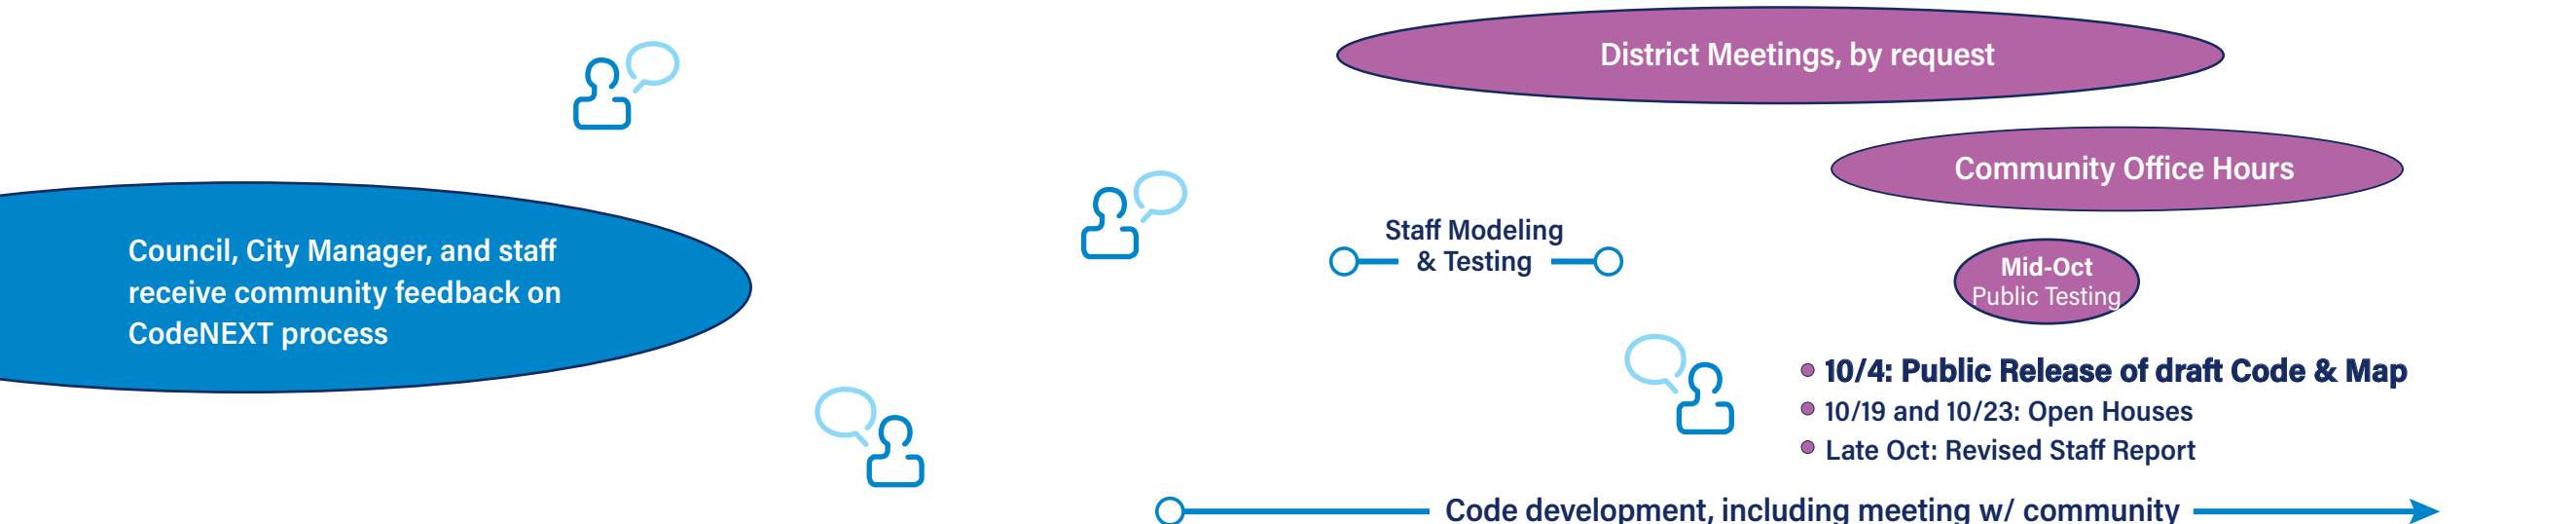 District Meetings, by request
Community Office Hours
Council, City Manager, and staff
receive community feedback on
CodeNEXT process
Staff Modeling
& Testing
Mid-Oct
Public Testing
10/4: Public Release of draft Code & Map
10/19 and 10/23: Open Houses
Late Oct: Revised Staff Report
Code development, including meeting w/ community